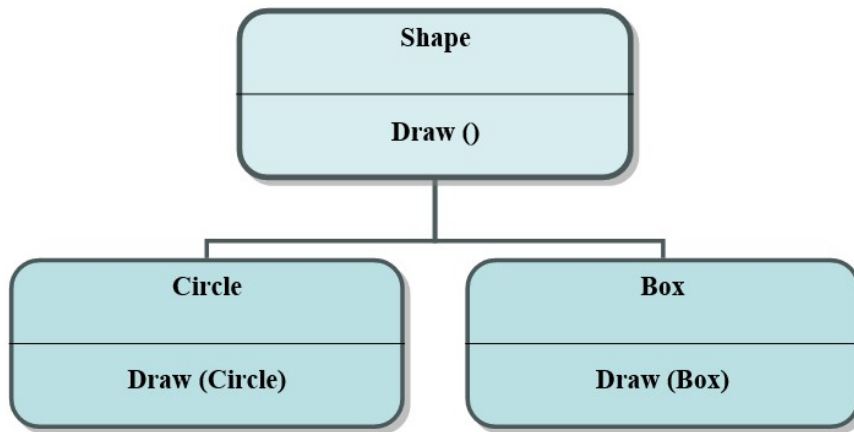 Shape
Draw ()
Circle
Draw (Circle)
Box
Draw (Box)